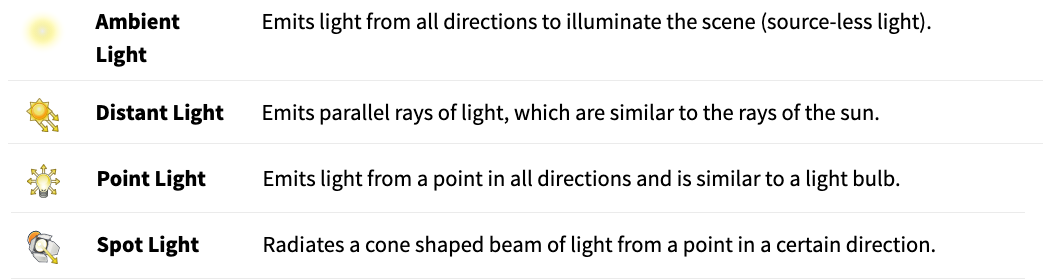 Ambient Light Emits light from all directions to illuminate the scene (source-less light).
Distant Light Emits parallel rays of light, which are similar to the rays of the sun.
Point Light Emits light from a point in all directions and is similar to a light bulb.
Spot Light Radiates a cone shaped beam of light from a point in a certain direction.